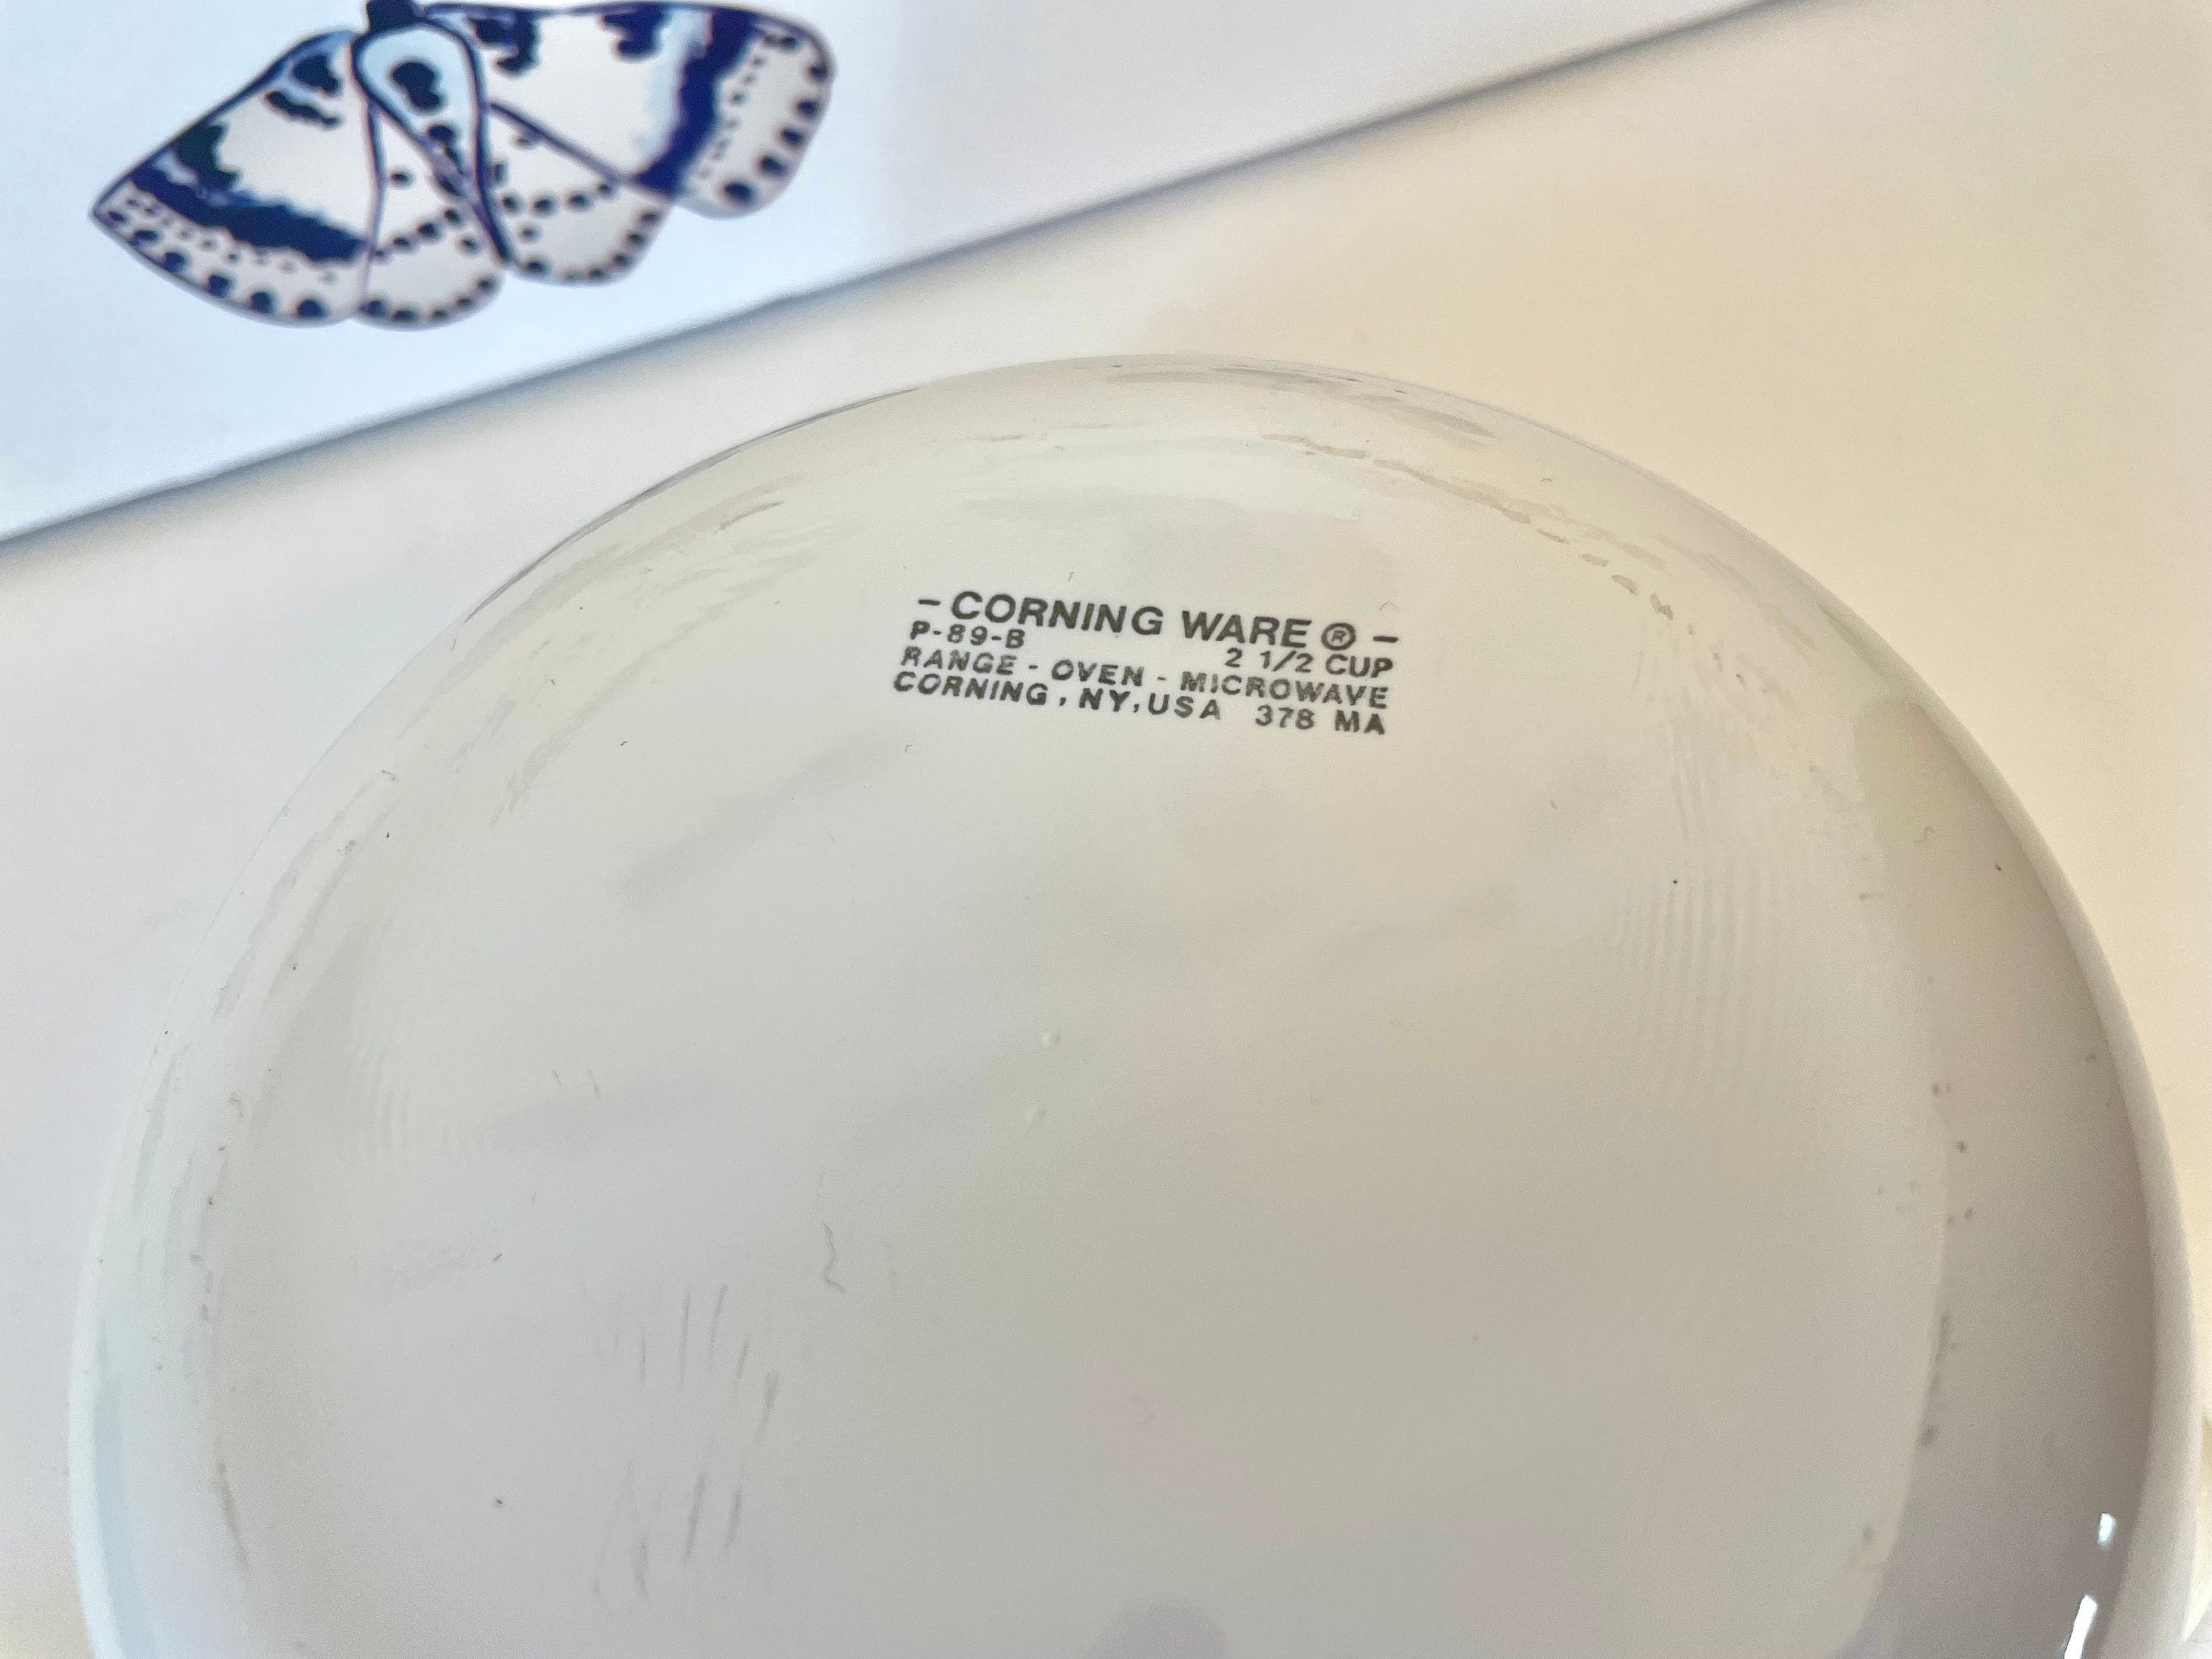 - CORNING WARE ® -
P-89-B 2 1/2 CUP
RANGE - OVEN - MICROWAVE
CORNING, NY, USA 378 MA